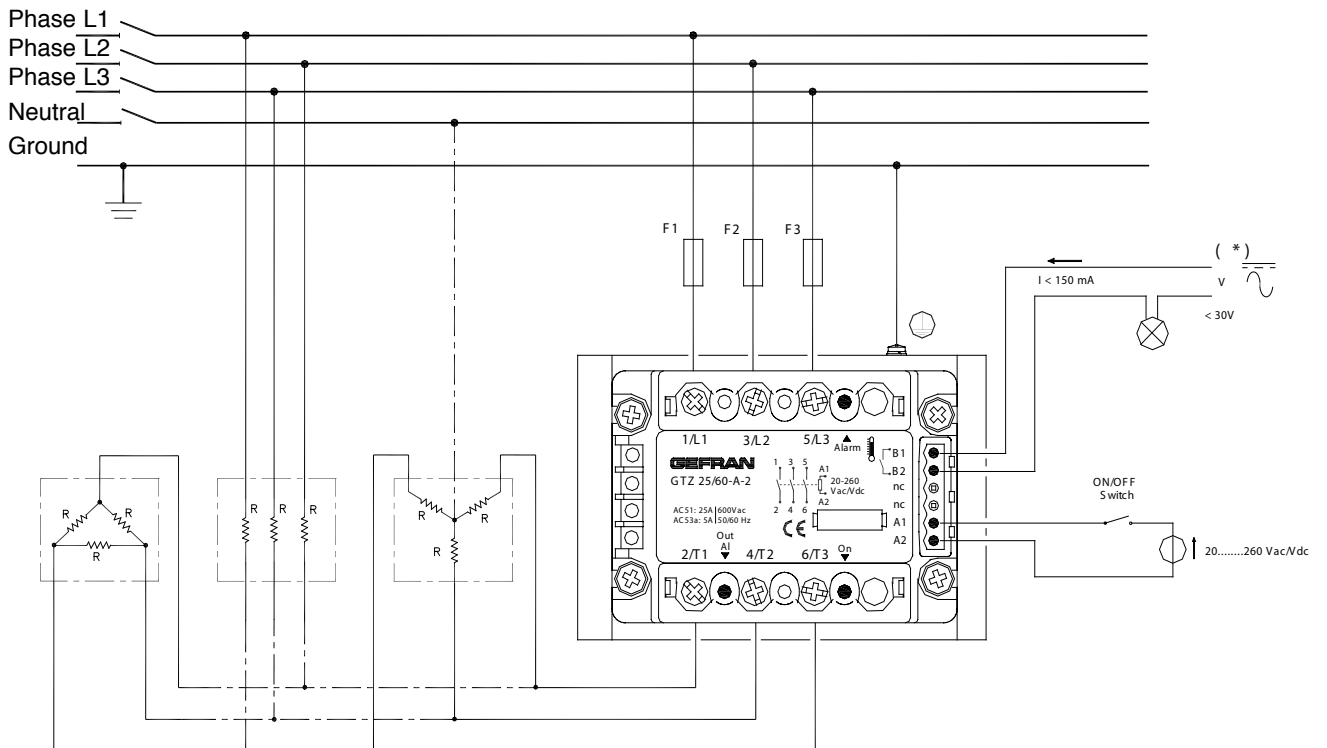 Phase L1
Phase L2
Phase L3
Neutral
Ground
F1 F2 F3
( *)
I < 150 mA
V
< 30V
1/L1 3/L2 5/L3
Alarm
B1
B2
nc
nc
A1
A2
GEFRAN
GTZ 25/60-A-2
1 3 5
A1
20-260
Vac/Vdc
A2
2 4 6
AC51: 25A 600Vac
AC53a: 5A 50/60 Hz
CE
Out
Al
On
2/T1 4/T2 6/T3
ON/OFF
Switch
20........260 Vac/Vdc
R R
R
R R R
R R
R